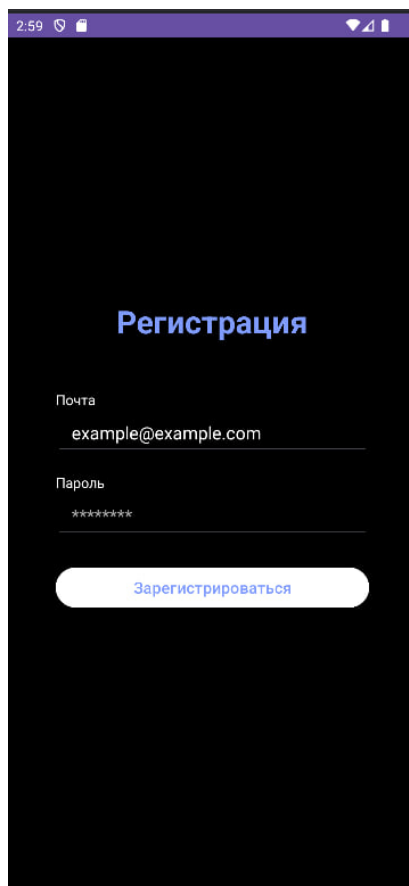 2:59
Регистрация
Почта
example@example.com
Пароль
********
Зарегистрироваться